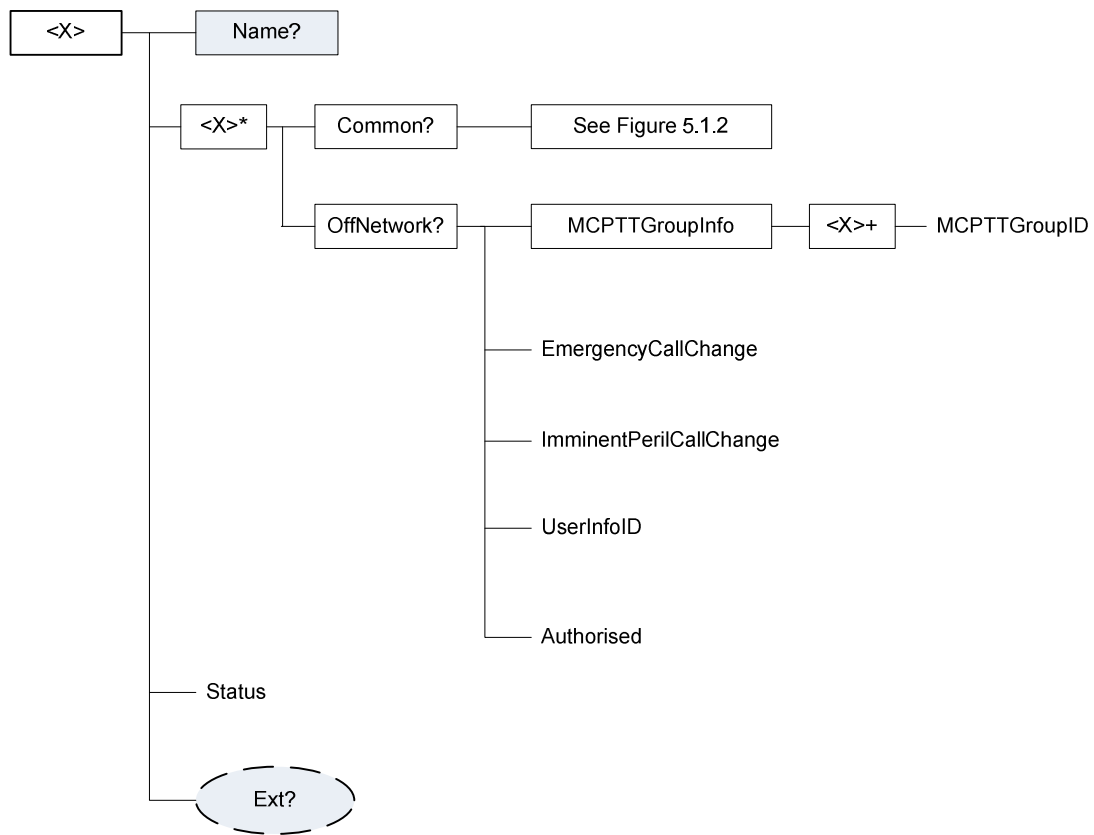 <X>
Name?
<X>*
Common?
See Figure 5.1.2
OffNetwork?
MCPTTGroupInfo
<X>+
MCPTTGroupID
EmergencyCallChange
ImminentPerilCallChange
UserInfoID
Authorised
Status
Ext?